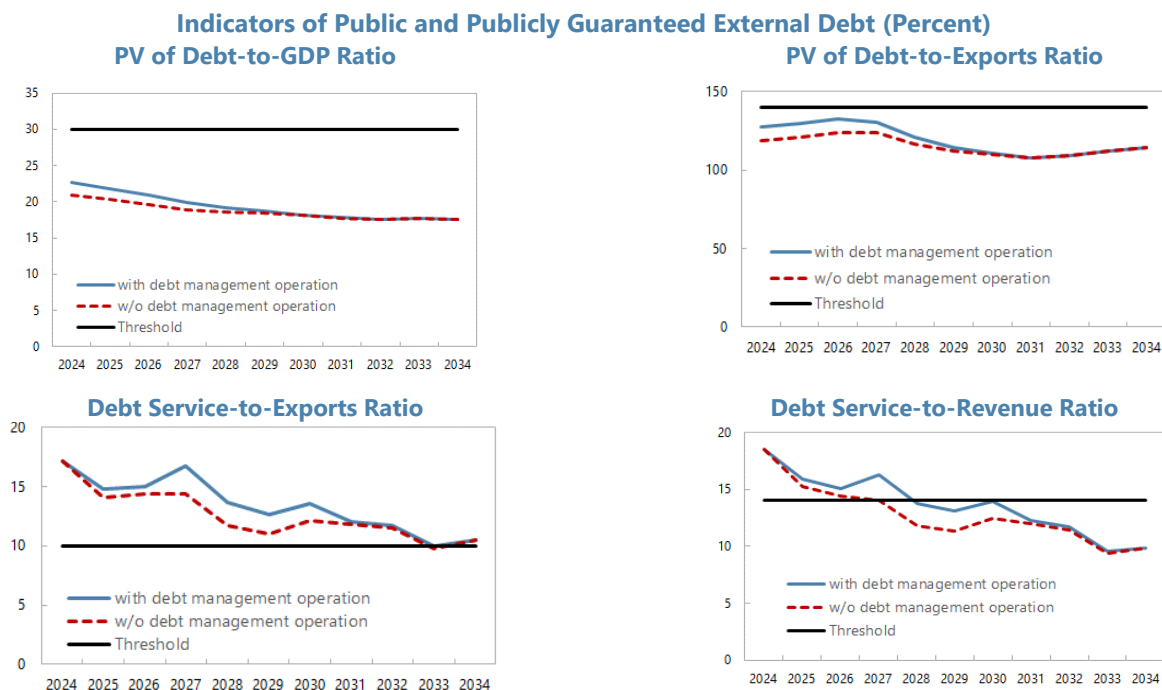 Indicators of Public and Publicly Guaranteed External Debt (Percent)
PV of Debt-to-GDP Ratio
35
30
25
20
15
10
5
0
with debt management operation
w/o debt management operation
Threshold
2024 2025 2026 2027 2028 2029 2030 2031 2032 2033 2034
PV of Debt-to-Exports Ratio
150
100
50
0
with debt management operation
w/o debt management operation
Threshold
2024 2025 2026 2027 2028 2029 2030 2031 2032 2033 2034
Debt Service-to-Exports Ratio
20
15
10
5
0
with debt management operation
w/o debt management operation
Threshold
2024 2025 2026 2027 2028 2029 2030 2031 2032 2033 2034
Debt Service-to-Revenue Ratio
20
15
10
5
0
with debt management operation
w/o debt management operation
Threshold
2024 2025 2026 2027 2028 2029 2030 2031 2032 2033 2034